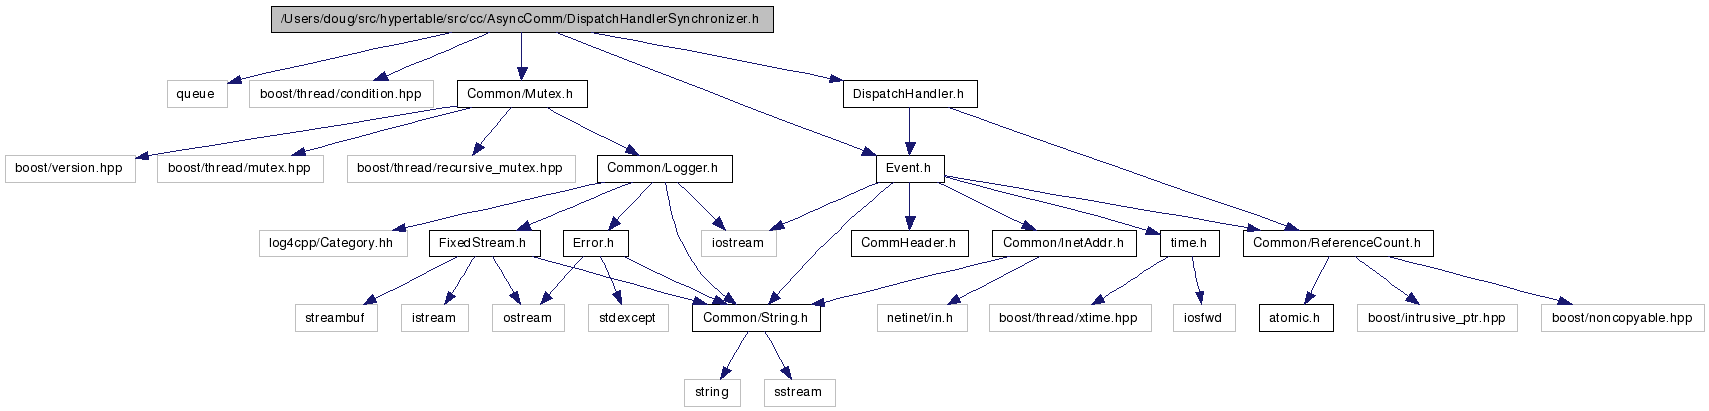 /Users/doug/src/hypertable/src/cc/AsyncComm/DispatchHandlerSynchronizer.h
queue
boost/thread/condition.hpp
Common/Mutex.h
DispatchHandler.h
boost/version.hpp
boost/thread/mutex.hpp
boost/thread/recursive_mutex.hpp
Common/Logger.h
Event.h
log4cpp/Category.hh
FixedStream.h
Error.h
iostream
CommHeader.h
Common/InetAddr.h
time.h
Common/ReferenceCount.h
streambuf
istream
ostream
stdexcept
Common/String.h
netinet/in.h
boost/thread/xtime.hpp
iosfwd
atomic.h
boost/intrusive_ptr.hpp
boost/noncopyable.hpp
string
sstream